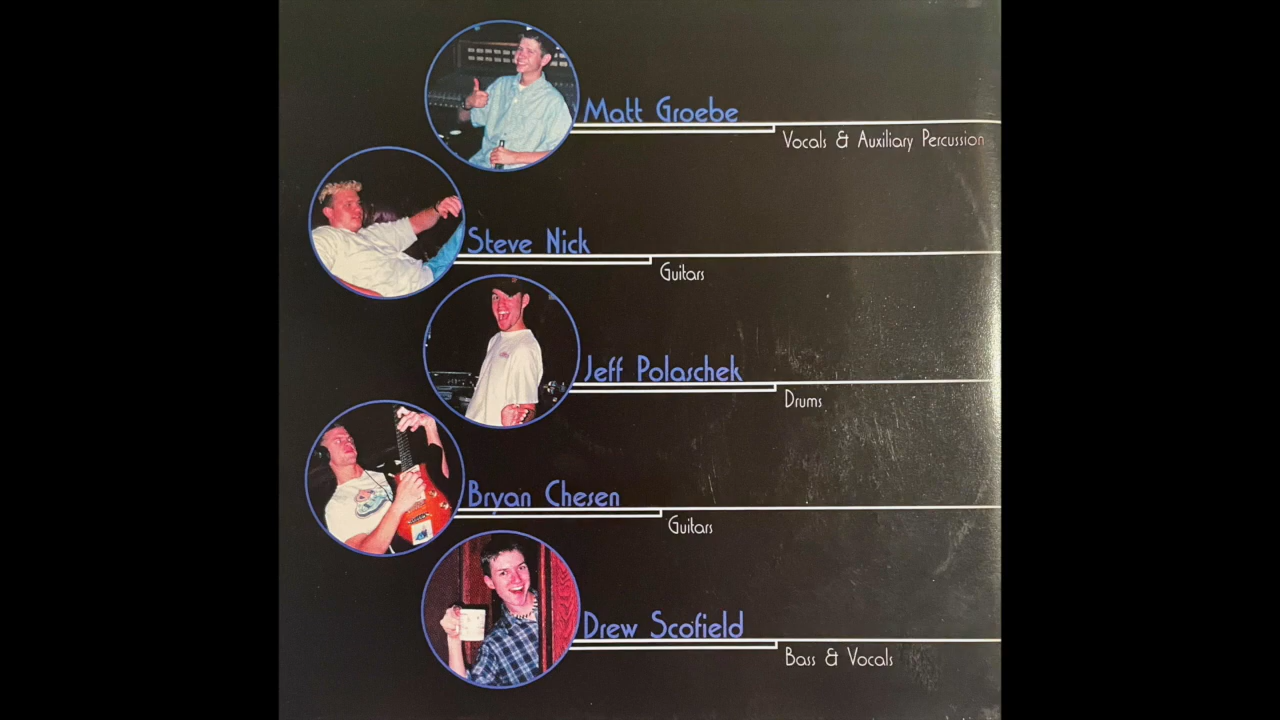 Matt Groebe
Vocals & Auxiliary Percussion
Steve Nick
Guitars
Jeff Polaschek
Drums
Bryan Chesen
Guitars
Drew Scofield
Bass & Vocals